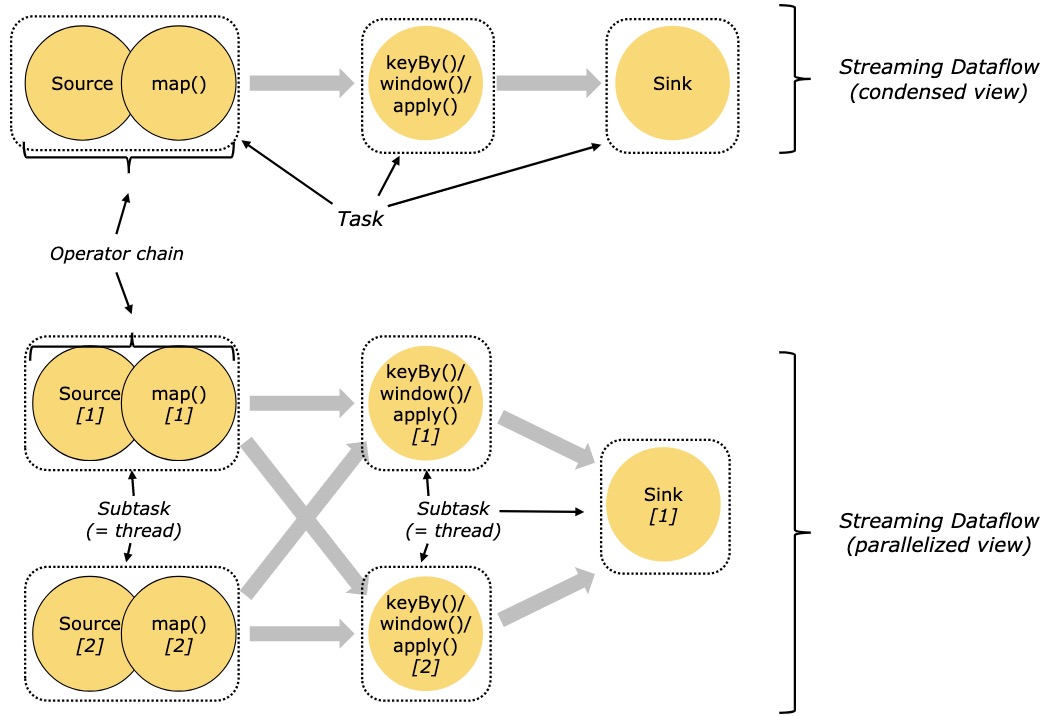 Source
map()
keyBy()/
window()/
apply()
Sink
Streaming Dataflow
(condensed view)
Task
Operator chain
Source
[1]
map()
[1]
keyBy()/
window()/
apply()
[1]
Subtask
(= thread)
Subtask
(= thread)
Sink
[1]
Streaming Dataflow
(parallelized view)
Source
[2]
map()
[2]
keyBy()/
window()/
apply()
[2]